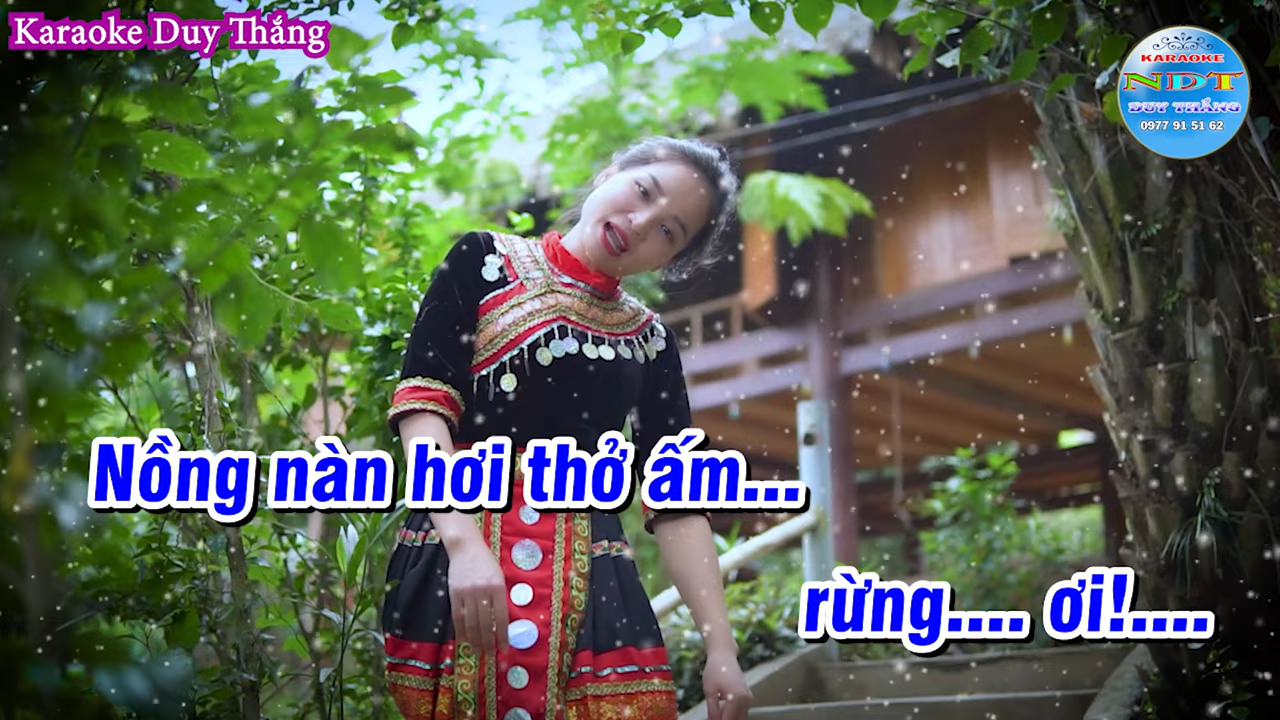 Karaoke Duy Thắng
KARAOKE
NDT
DUY THẮNG
0977 91 51 62
Nồng nàn hơi thở ấm...
rừng.... ơi!....